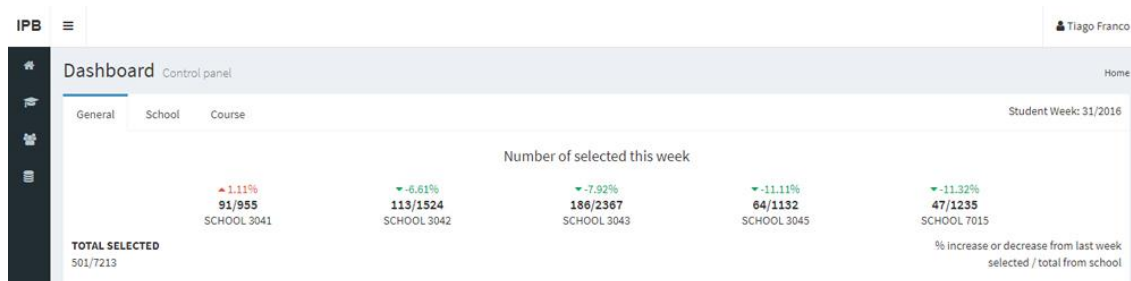 IPB
Tiago Franco
Dashboard Control panel
Home
General School Course
Student Week: 31/2016
Number of selected this week
1.11% -6.61% -7.92% -11.11% -11.32%
91/955 113/1524 186/2367 64/1132 47/1235
SCHOOL 3041 SCHOOL 3042 SCHOOL 3043 SCHOOL 3045 SCHOOL 7015
TOTAL SELECTED
501/7213
% increase or decrease from last week
selected / total from school